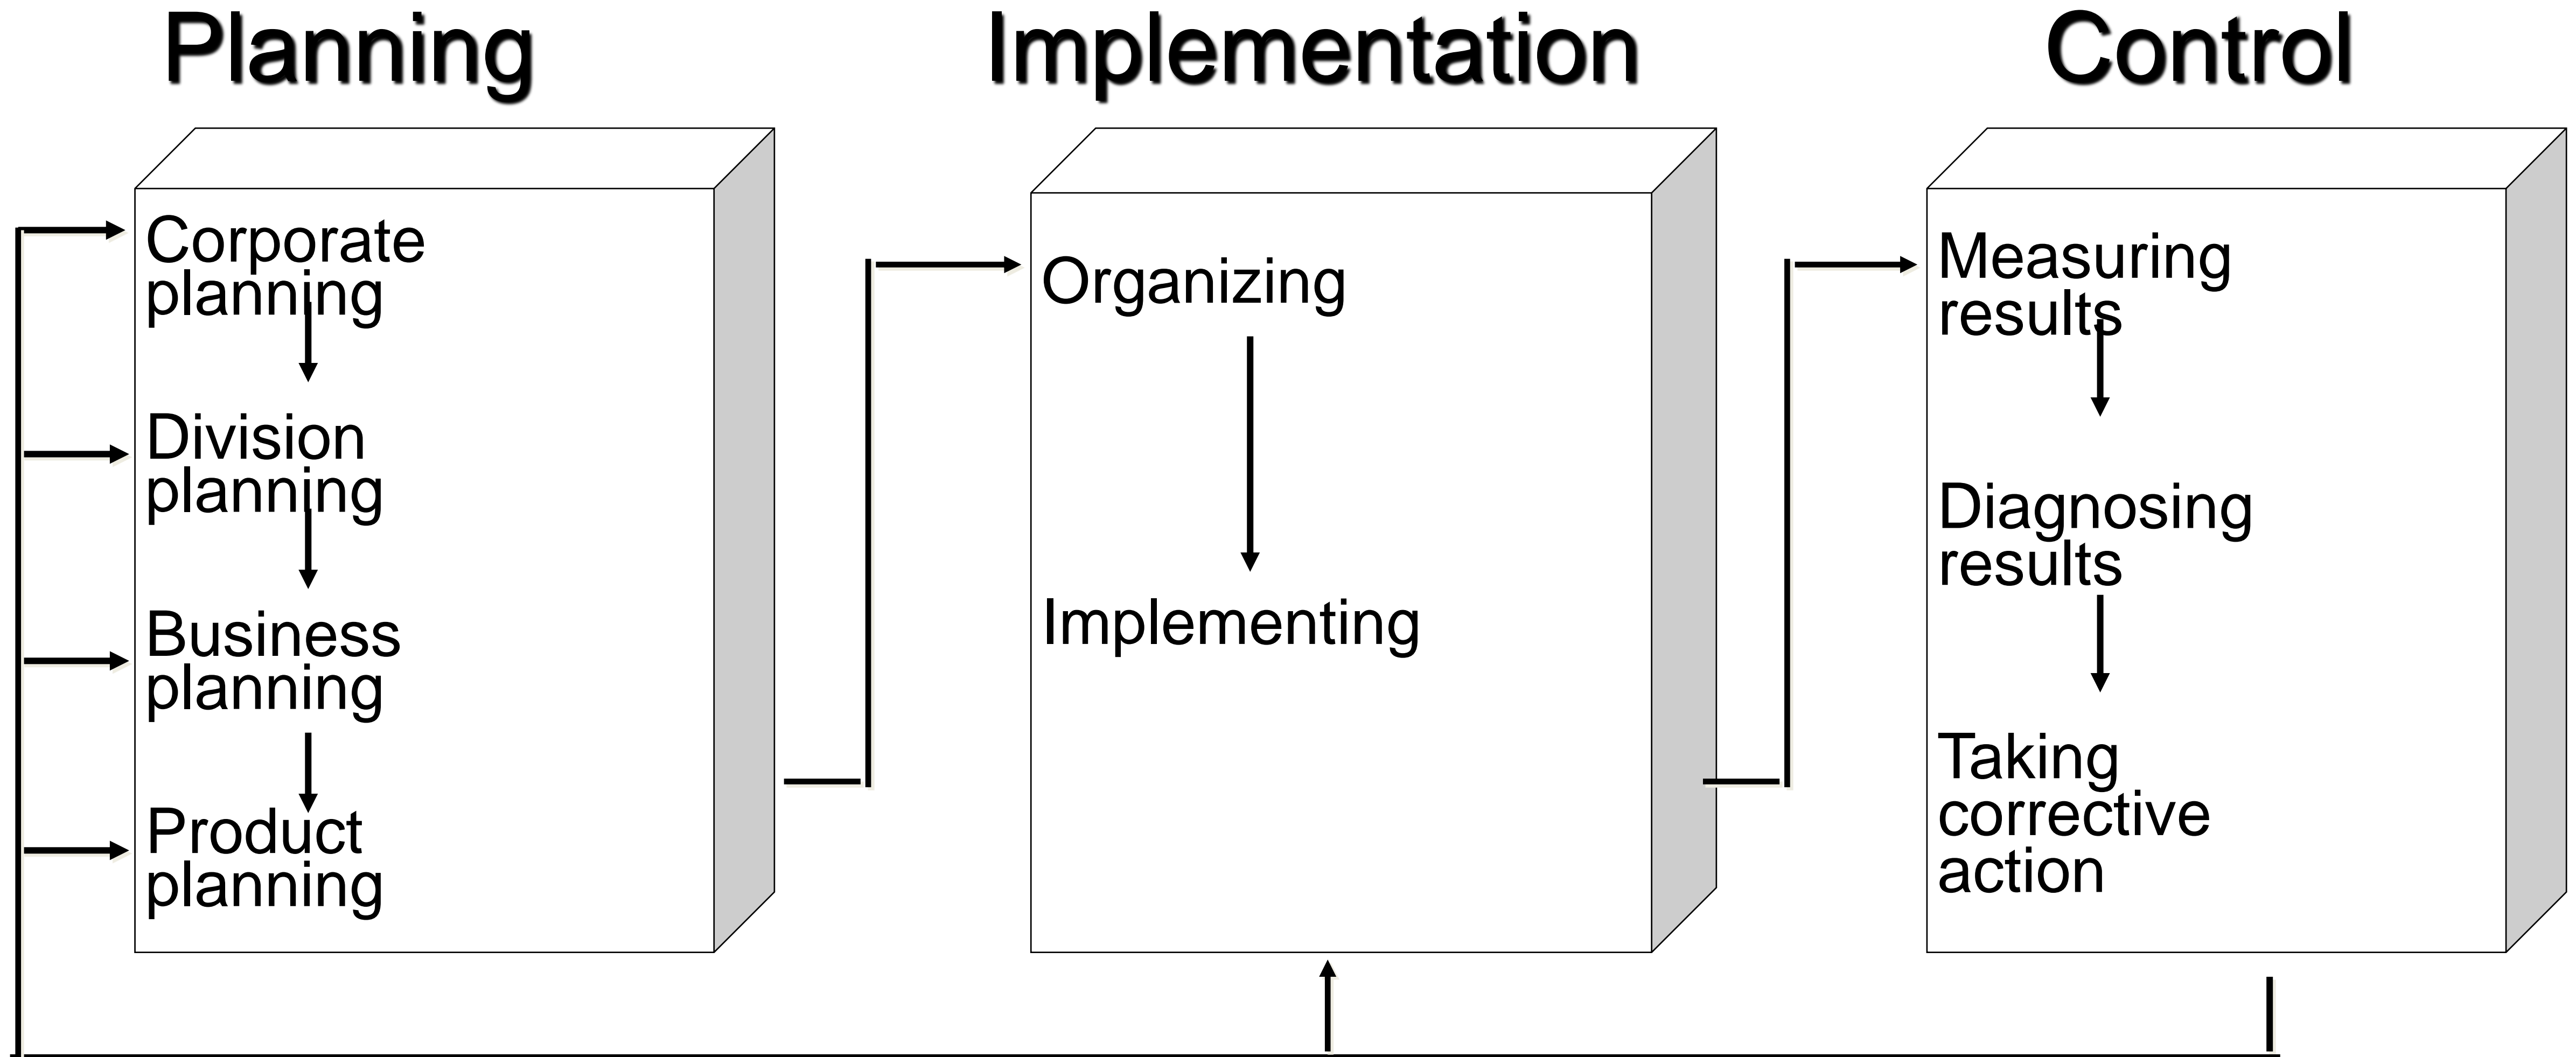 Planning
Implementation
Control
Corporate
planning
Division
planning
Business
planning
Product
planning
Organizing
Implementing
Measuring
results
Diagnosing
results
Taking
corrective
action